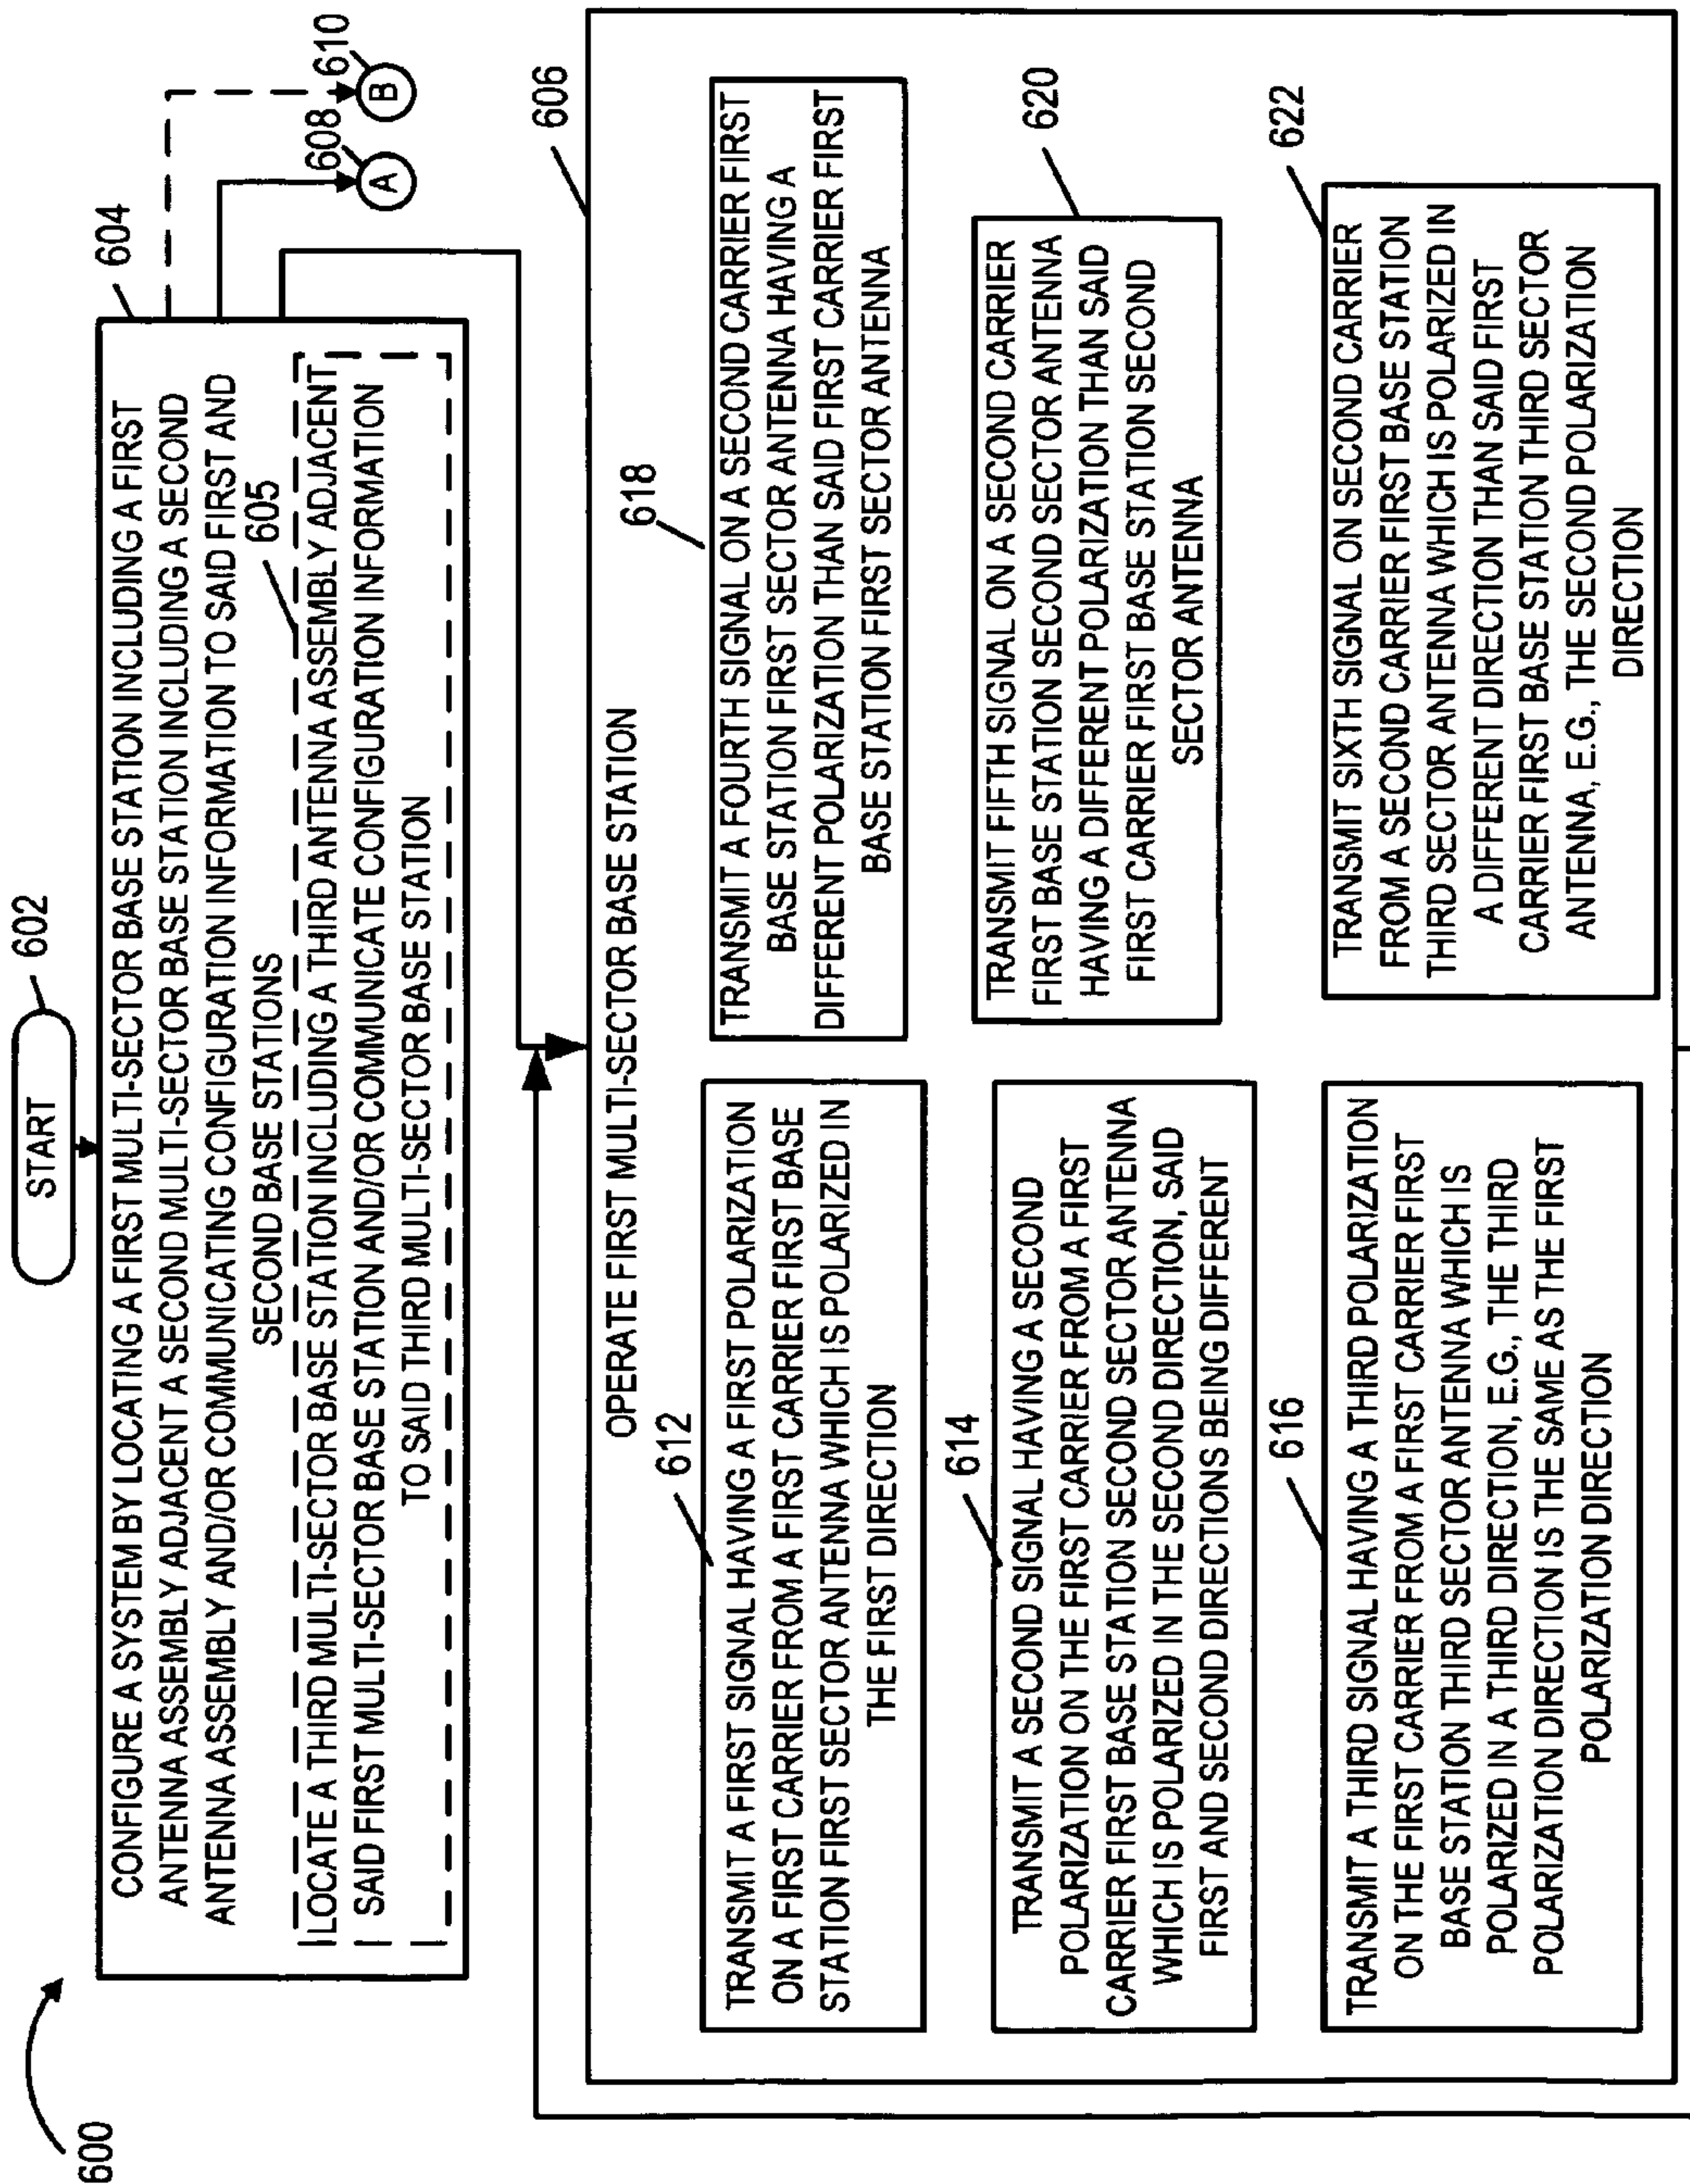 600
START
602
604
CONFIGURE A SYSTEM BY LOCATING A FIRST MULTI-SECTOR BASE STATION INCLUDING A FIRST
ANTENNA ASSEMBLY ADJACENT A SECOND MULTI-SECTOR BASE STATION INCLUDING A SECOND
ANTENNA ASSEMBLY AND/OR COMMUNICATING CONFIGURATION INFORMATION TO SAID FIRST AND
SECOND BASE STATIONS
605
LOCATE A THIRD MULTI-SECTOR BASE STATION INCLUDING A THIRD ANTENNA ASSEMBLY ADJACENT
SAID FIRST MULTI-SECTOR BASE STATION AND/OR COMMUNICATE CONFIGURATION INFORMATION
TO SAID THIRD MULTI-SECTOR BASE STATION
608
A
610
B
606
OPERATE FIRST MULTI-SECTOR BASE STATION
612
TRANSMIT A FIRST SIGNAL HAVING A FIRST POLARIZATION
ON A FIRST CARRIER FROM A FIRST CARRIER FIRST BASE
STATION FIRST SECTOR ANTENNA WHICH IS POLARIZED IN
THE FIRST DIRECTION
614
TRANSMIT A SECOND SIGNAL HAVING A SECOND
POLARIZATION ON THE FIRST CARRIER FROM A FIRST
CARRIER FIRST BASE STATION SECOND SECTOR ANTENNA
WHICH IS POLARIZED IN THE SECOND DIRECTION, SAID
FIRST AND SECOND DIRECTIONS BEING DIFFERENT
616
TRANSMIT A THIRD SIGNAL HAVING A THIRD POLARIZATION
ON THE FIRST CARRIER FROM A FIRST CARRIER FIRST
BASE STATION THIRD SECTOR ANTENNA WHICH IS
POLARIZED IN A THIRD DIRECTION, E.G., THE THIRD
POLARIZATION DIRECTION IS THE SAME AS THE FIRST
POLARIZATION DIRECTION
618
TRANSMIT A FOURTH SIGNAL ON A SECOND CARRIER FIRST
BASE STATION FIRST SECTOR ANTENNA HAVING A
DIFFERENT POLARIZATION THAN SAID FIRST CARRIER FIRST
BASE STATION FIRST SECTOR ANTENNA
620
TRANSMIT FIFTH SIGNAL ON A SECOND CARRIER
FIRST BASE STATION SECOND SECTOR ANTENNA
HAVING A DIFFERENT POLARIZATION THAN SAID
FIRST CARRIER FIRST BASE STATION SECOND
SECTOR ANTENNA
622
TRANSMIT SIXTH SIGNAL ON SECOND CARRIER
FROM A SECOND CARRIER FIRST BASE STATION
THIRD SECTOR ANTENNA WHICH IS POLARIZED IN
A DIFFERENT DIRECTION THAN SAID FIRST
CARRIER FIRST BASE STATION THIRD SECTOR
ANTENNA, E.G., THE SECOND POLARIZATION
DIRECTION